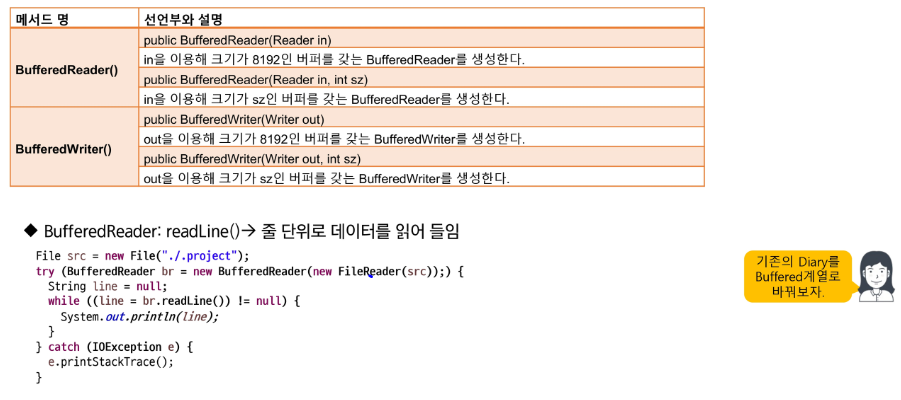 메서드 명 선언부와 설명
BufferedReader()
public BufferedReader(Reader in)
in을 이용해 크기가 8192인 버퍼를 갖는 BufferedReader를 생성한다.
public BufferedReader(Reader in, int sz)
in을 이용해 크기가 sz인 버퍼를 갖는 BufferedReader를 생성한다.
BufferedWriter()
public BufferedWriter(Writer out)
out을 이용해 크기가 8192인 버퍼를 갖는 BufferedWriter를 생성한다.
public BufferedWriter(Writer out, int sz)
out을 이용해 크기가 sz인 버퍼를 갖는 BufferedWriter를 생성한다.
◆ BufferedReader: readLine()→ 줄 단위로 데이터를 읽어 들임
File src = new File("./.project");
try (BufferedReader br = new BufferedReader(new FileReader(src));) {
String line = null;
while ((line = br.readLine()) != null) {
System.out.println(line);
}
} catch (IOException e) {
e.printStackTrace();
}
기존의 Diary를
Buffered계열로
바꿔보자.